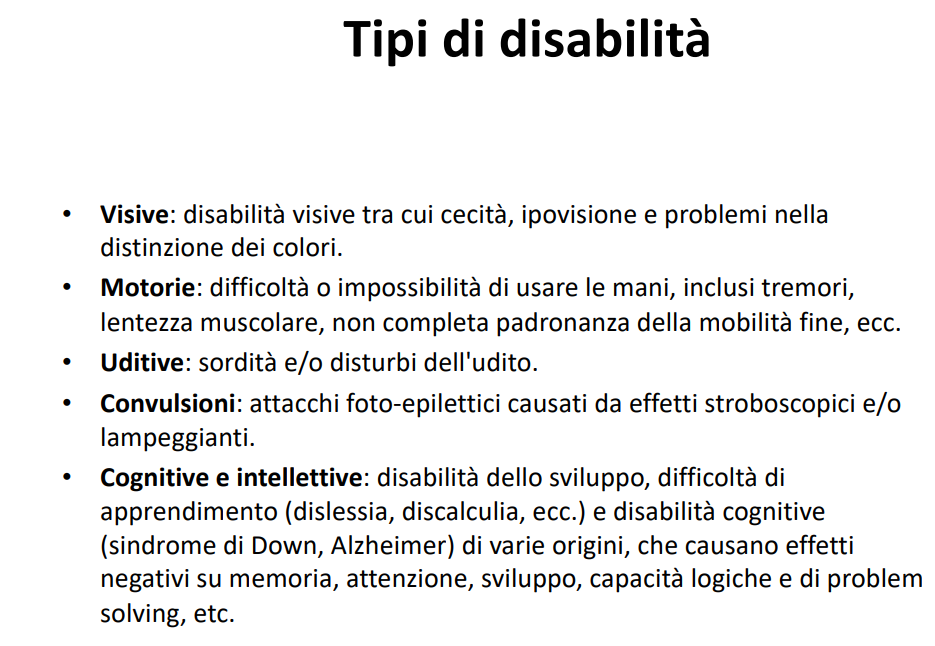 Tipi di disabilità
• Visive: disabilità visive tra cui cecità, ipovisione e problemi nella
distinzione dei colori.
• Motorie: difficoltà o impossibilità di usare le mani, inclusi tremori,
lentezza muscolare, non completa padronanza della mobilità fine, ecc.
• Uditive: sordità e/o disturbi dell'udito.
• Convulsioni: attacchi foto-epilettici causati da effetti stroboscopici e/o
lampeggianti.
• Cognitive e intellettive: disabilità dello sviluppo, difficoltà di
apprendimento (dislessia, discalculia, ecc.) e disabilità cognitive
(sindrome di Down, Alzheimer) di varie origini, che causano effetti
negativi su memoria, attenzione, sviluppo, capacità logiche e di problem
solving, etc.